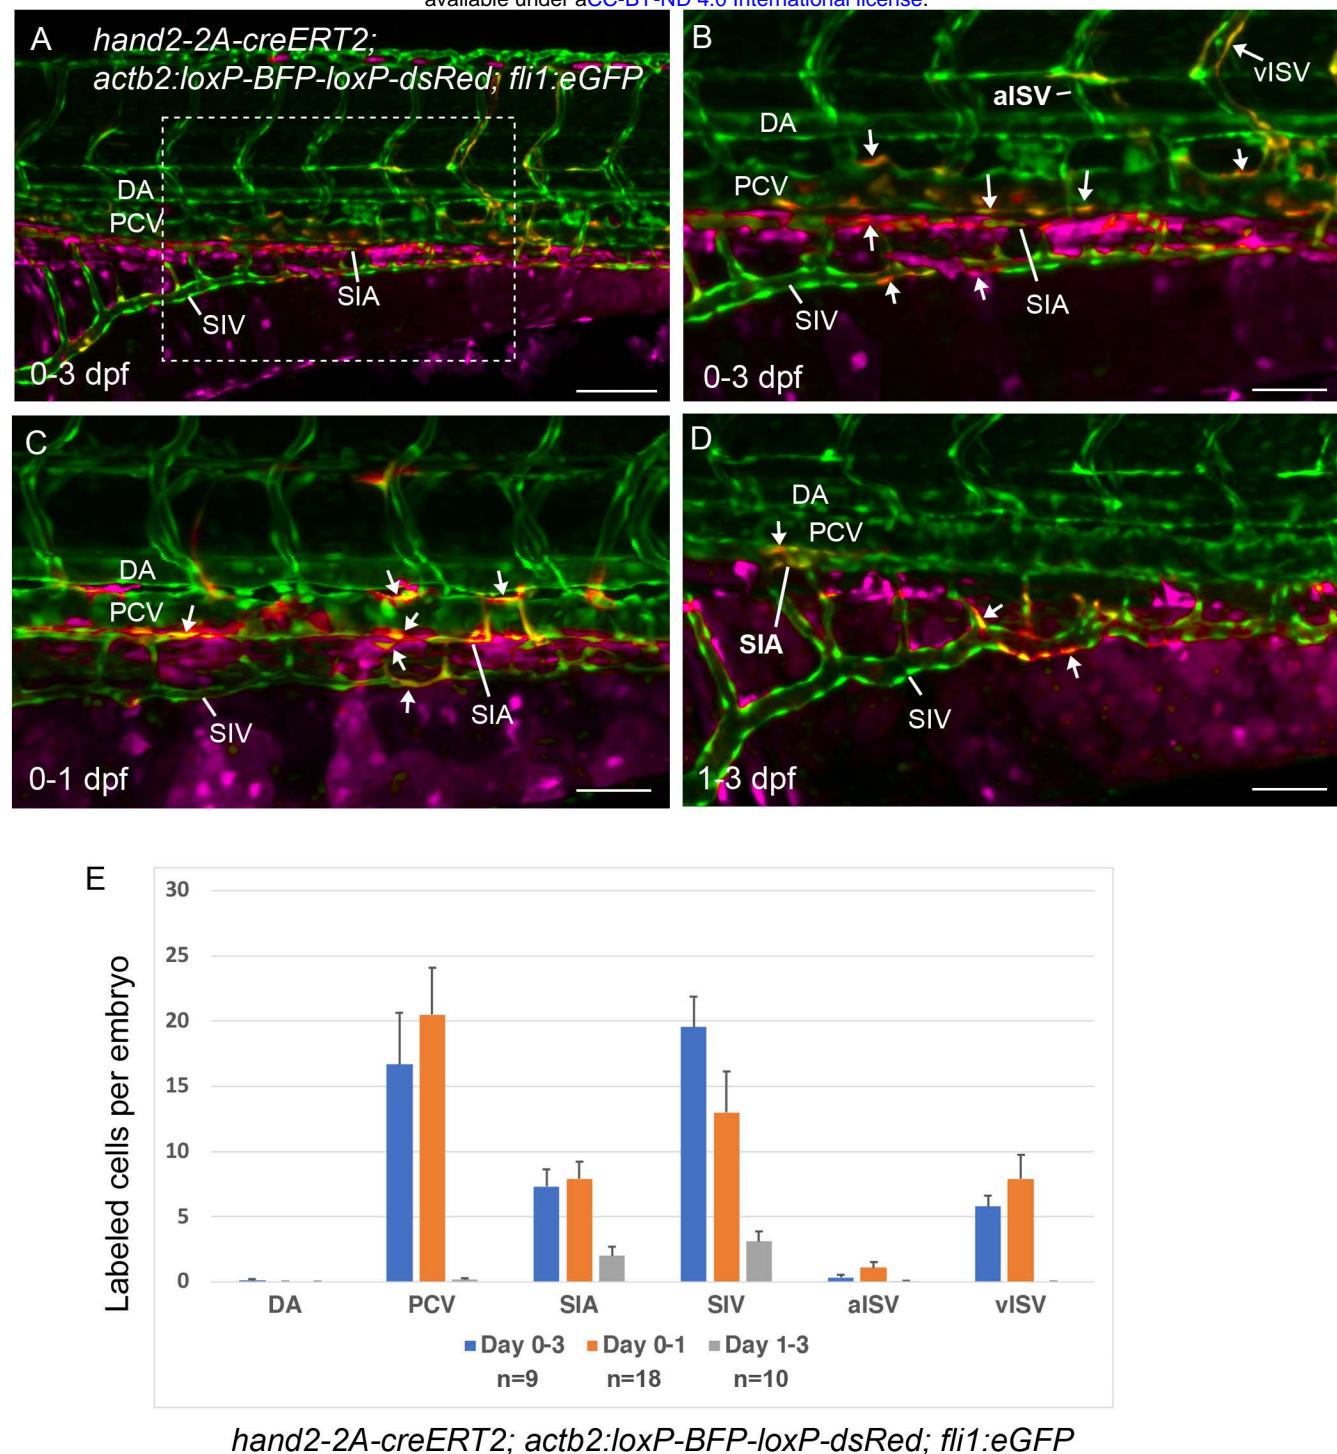 available under aCC-BY-ND 4.0 International license.
A
hand2-2A-creERT2;
actb2:loxP-BFP-loxP-dsRed; fli1:eGFP
DA
PCV
SIA
SIV
0-3 dpf
B
vISV
aISV
DA
PCV
SIA
SIV
0-3 dpf
C
DA
PCV
SIA
SIV
0-1 dpf
D
DA
PCV
SIA
SIV
1-3 dpf
E
Labeled cells per embryo
30
25
20
15
10
5
0
DA PCV SIA SIV aISV vISV
Day 0-3 Day 0-1 Day 1-3
n=9 n=18 n=10
hand2-2A-creERT2; actb2:loxP-BFP-loxP-dsRed; fli1:eGFP